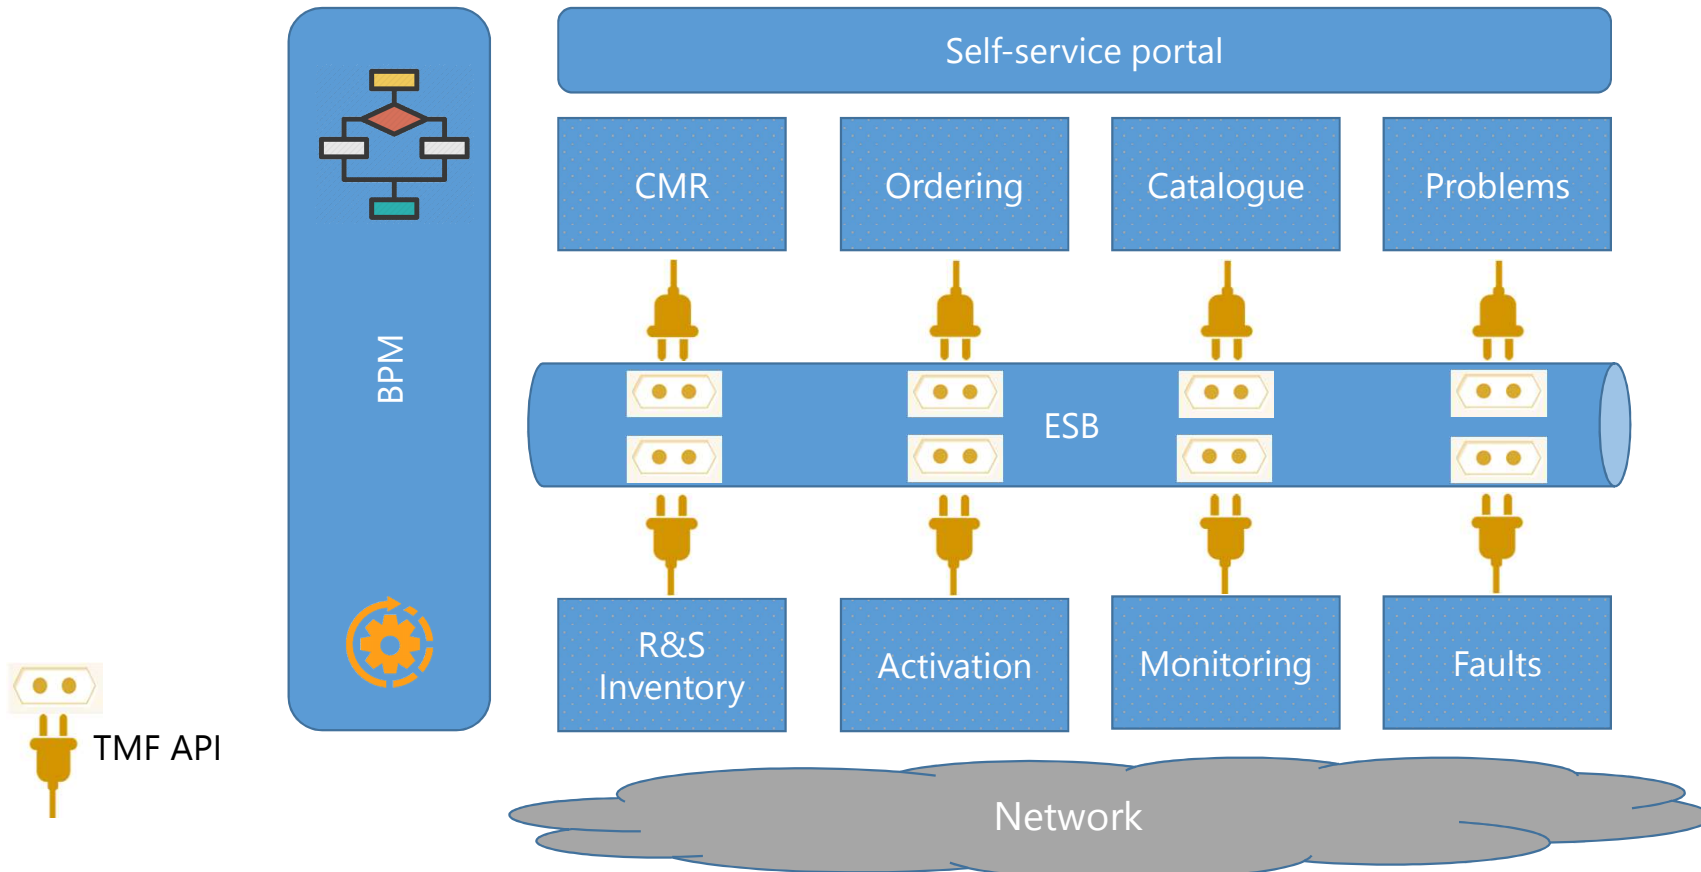 Self-service portal
CMR
Ordering
Catalogue
Problems
BPM
ESB
R&S
Inventory
Activation
Monitoring
Faults
TMF API
Network